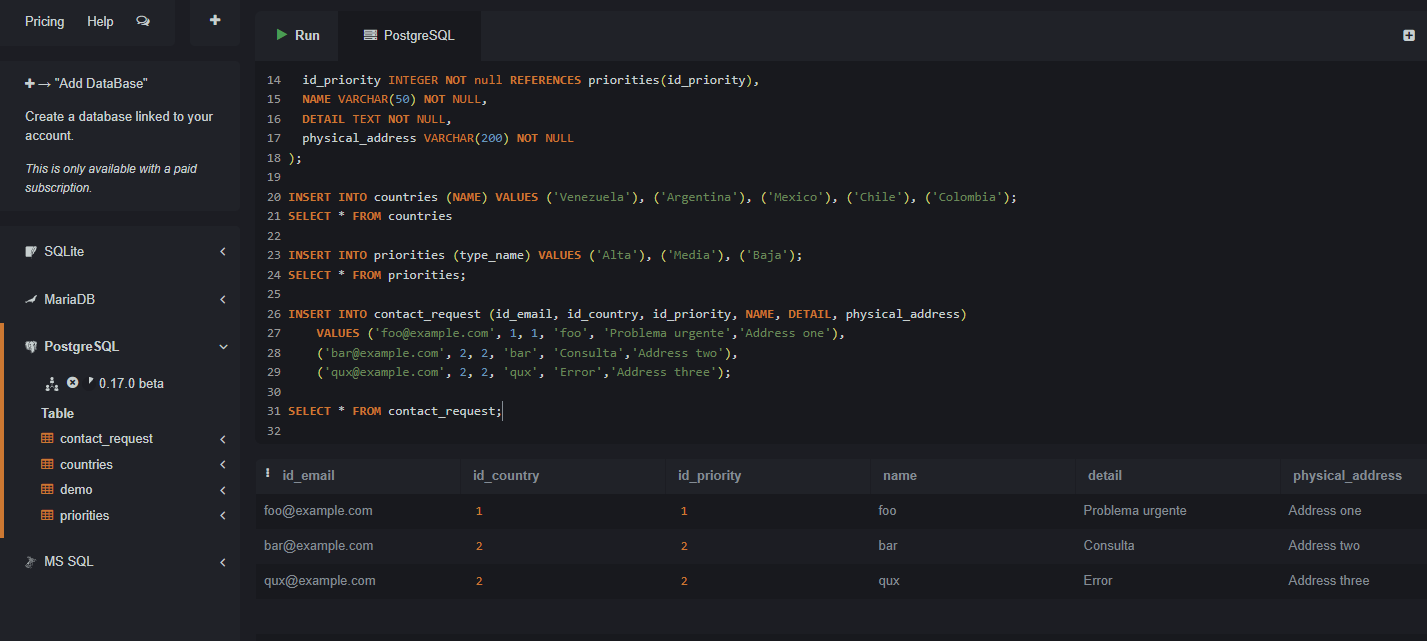 Pricing Help
Run PostgreSQL
"Add DataBase"
Create a database linked to your
account.
This is only available with a paid
subscription.
SQLite
MariaDB
PostgreSQL
0.17.0 beta
Table
contact_request
countries
demo
priorities
MS SQL
14 id_priority INTEGER NOT null REFERENCES priorities(id_priority),
15 NAME VARCHAR(50) NOT NULL,
16 DETAIL TEXT NOT NULL,
17 physical_address VARCHAR(200) NOT NULL
18 );
19
20 INSERT INTO countries (NAME) VALUES ('Venezuela'), ('Argentina'), ('Mexico'), ('Chile'), ('Colombia');
21 SELECT * FROM countries
22
23 INSERT INTO priorities (type_name) VALUES ('Alta'), ('Media'), ('Baja');
24 SELECT * FROM priorities;
25
26 INSERT INTO contact_request (id_email, id_country, id_priority, NAME, DETAIL, physical_address)
27 VALUES ('foo@example.com', 1, 1, 'foo', 'Problema urgente','Address one'),
28 ('bar@example.com', 2, 2, 'bar', 'Consulta','Address two'),
29 ('qux@example.com', 2, 2, 'qux', 'Error','Address three');
30
31 SELECT * FROM contact_request;
32
id_email id_country id_priority name detail physical_address
foo@example.com 1 1 foo Problema urgente Address one
bar@example.com 2 2 bar Consulta Address two
qux@example.com 2 2 qux Error Address three